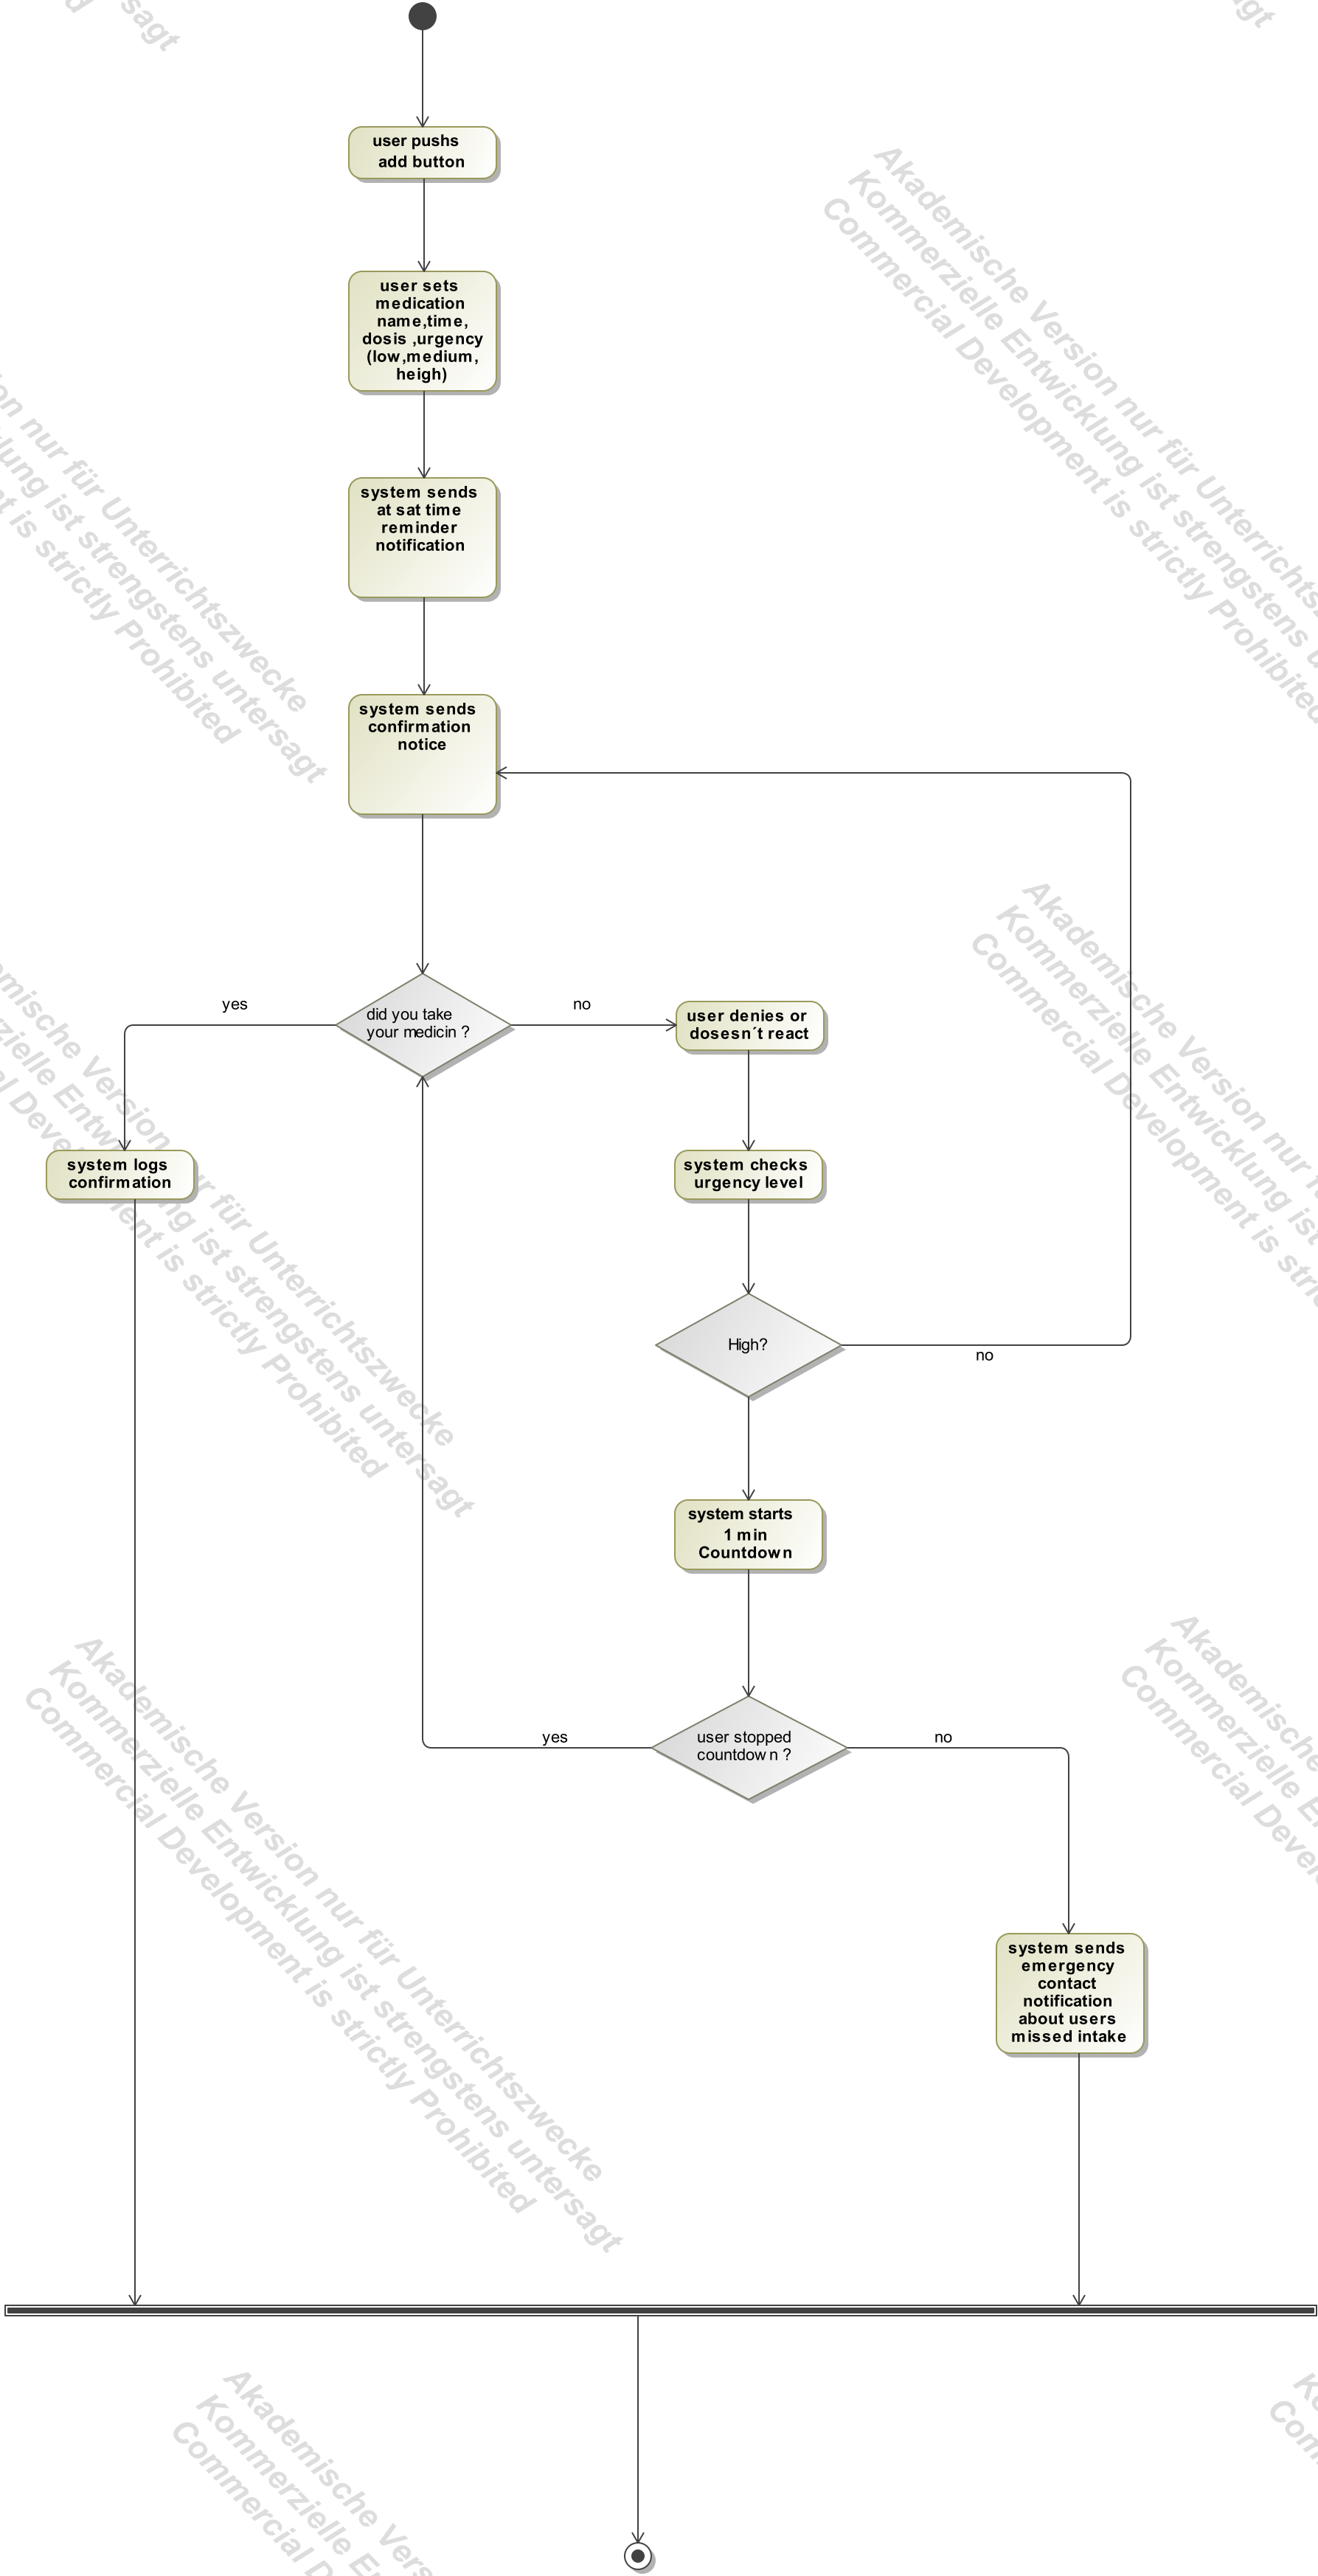 user pushs
add button
user sets
medication
name,time,
dosis ,urgency
(low,medium,
heigh)
system sends
at sat time
reminder
notification
system sends
confirmation
notice
did you take
your medicin ?
yes
no
user denies or
dosesn´t react
system logs
confirmation
system checks
urgency level
High?
no
system starts
1 min
Countdown
user stopped
countdown ?
yes
no
system sends
emergency
contact
notification
about users
missed intake
Akademische Version nur für Unterrichtszwecke
Kommerzielle Entwicklung ist strengstens untersagt
Commercial Development is strictly Prohibited